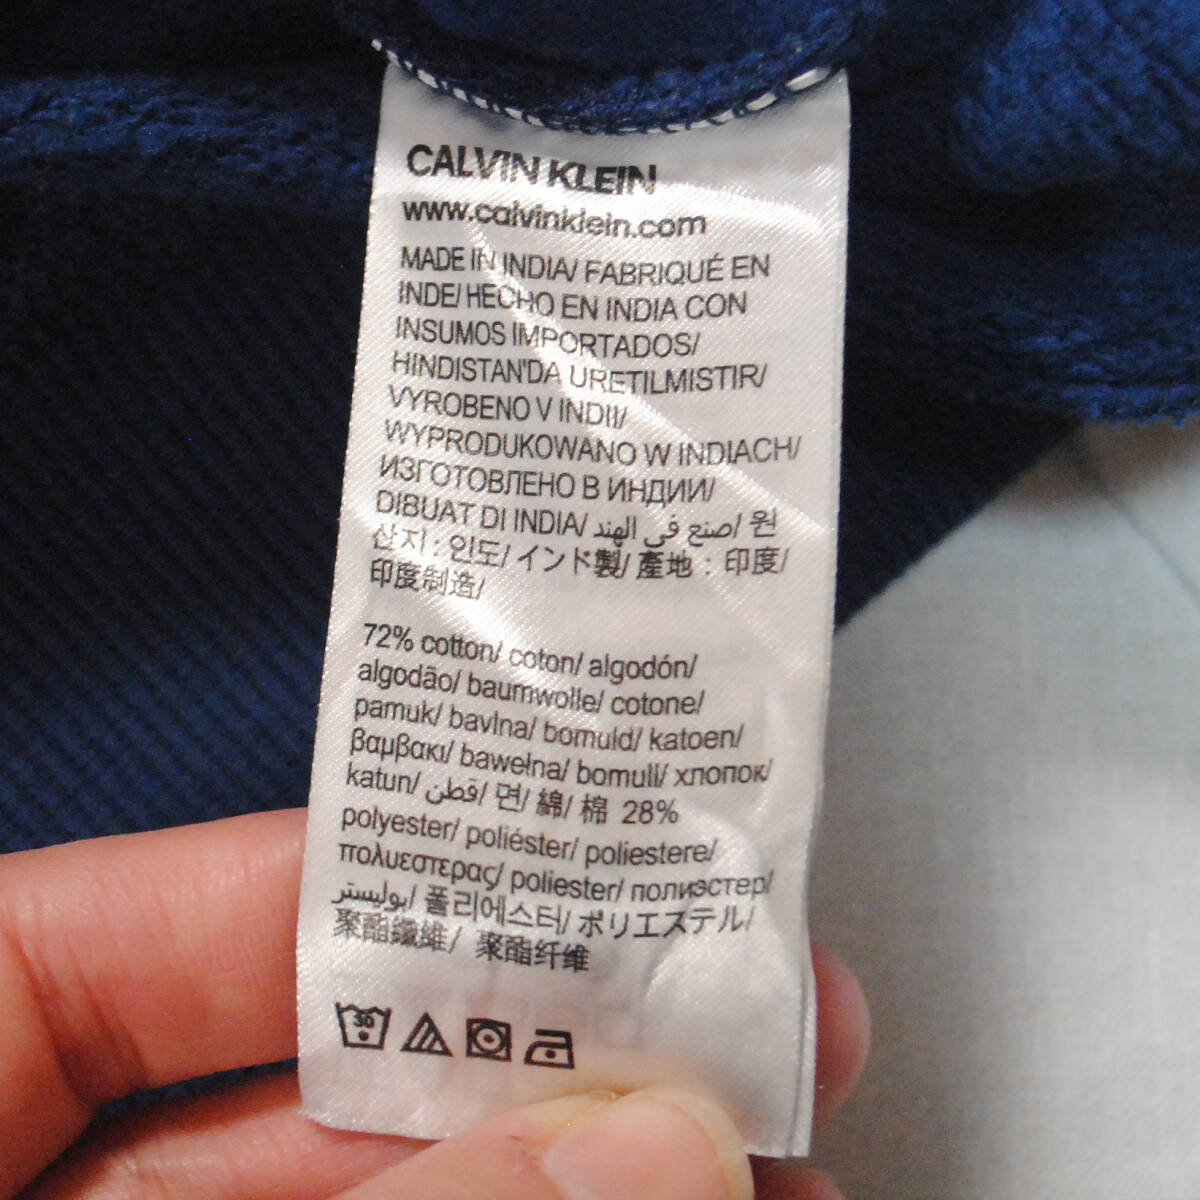 CALVIN KLEIN
www.calvinklein.com
MADE IN INDIA/ FABRIQUÉ EN
INDE/ HECHO EN INDIA CON
INSUMOS IMPORTADOS/
HINDISTAN'DA URETILMISTIR/
VYROBENO V INDII/
WYPRODUKOWANO W INDIACH/
ИЗГОТОВЛЕНО В ИНДИИ/
DIBUAT DI INDIA/ صنع في الهند/ 원
산지 : 인도/ インド製/ 產地 : 印度/
印度制造/
72% cotton/ coton/ algodón/
algodão/ baumwolle/ cotone/
pamuk/ bavlna/ bomuld/ katoen/
βαμβακι/ bawełna/ bomull/ хлопок/
katun/ قطن/ 면/ 綿/ 棉 28%
polyester/ poliéster/ poliestere/
πολυεστερας/ poliester/ полиэстер/
بوليستر/ 폴리에스터/ ポリエステル/
聚酯纖維/ 聚酯纤维
30